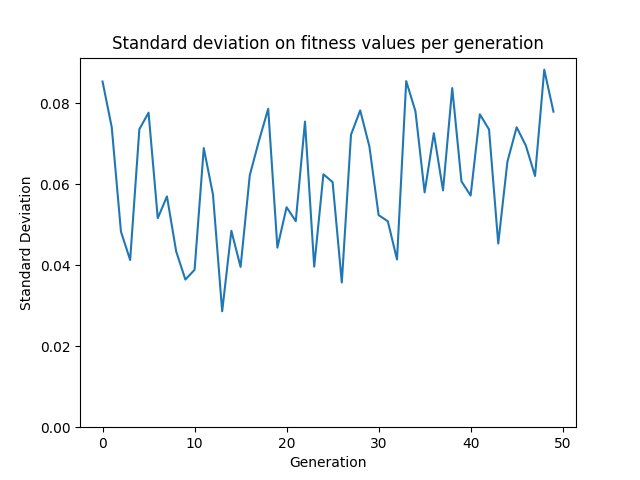 Standard deviation on fitness values per generation
Standard Deviation
0.08
0.06
0.04
0.02
0.00
0 10 20 30 40 50
Generation